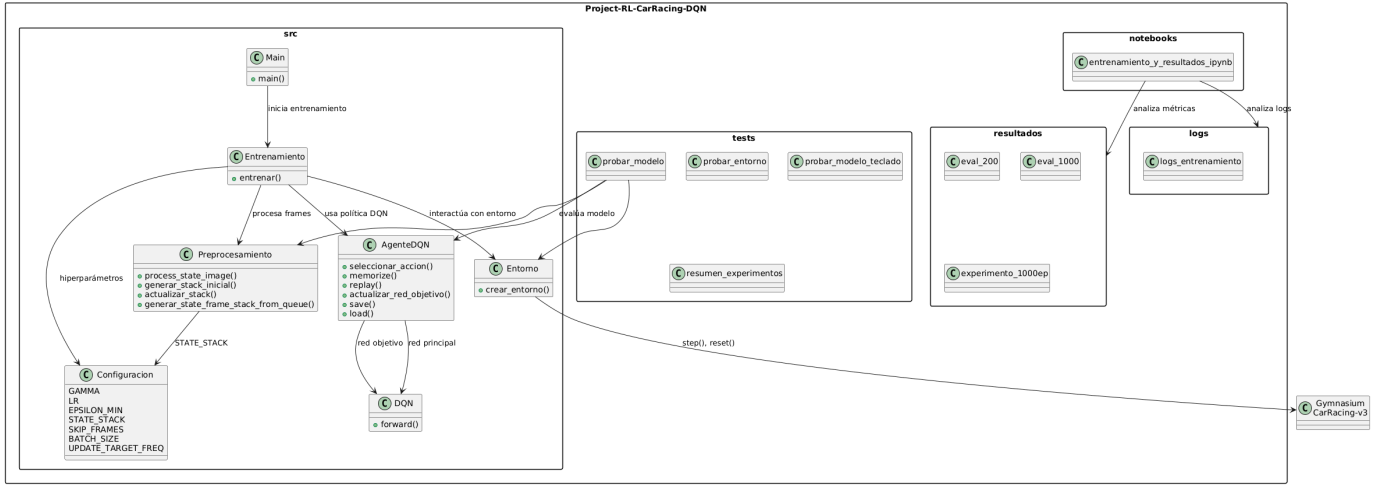 Project-RL-CarRacing-DQN
src
C Main
main()
inicia entrenamiento
C Entrenamiento
entrenar()
hiperparámetros
procesa frames
usa política DQN
interactúa con entorno
C Preprocesamiento
process_state_image()
generar_stack_inicial()
actualizar_stack()
generar_state_frame_stack_from_queue()
C AgenteDQN
seleccionar_accion()
memorize()
replay()
actualizar_red_objetivo()
save()
load()
C Entorno
crear_entorno()
STATE_STACK
red objetivo
red principal
C Configuracion
GAMMA
LR
EPSILON_MIN
STATE_STACK
SKIP_FRAMES
BATCH_SIZE
UPDATE_TARGET_FREQ
C DQN
forward()
tests
C probar_modelo
C probar_entorno
C probar_modelo_teclado
evalúa modelo
C resumen_experimentos
step(), reset()
notebooks
C entrenamiento_y_resultados_ipynb
analiza métricas
analiza logs
resultados
C eval_200
C eval_1000
C experimento_1000ep
logs
C logs_entrenamiento
C Gymnasium
CarRacing-v3